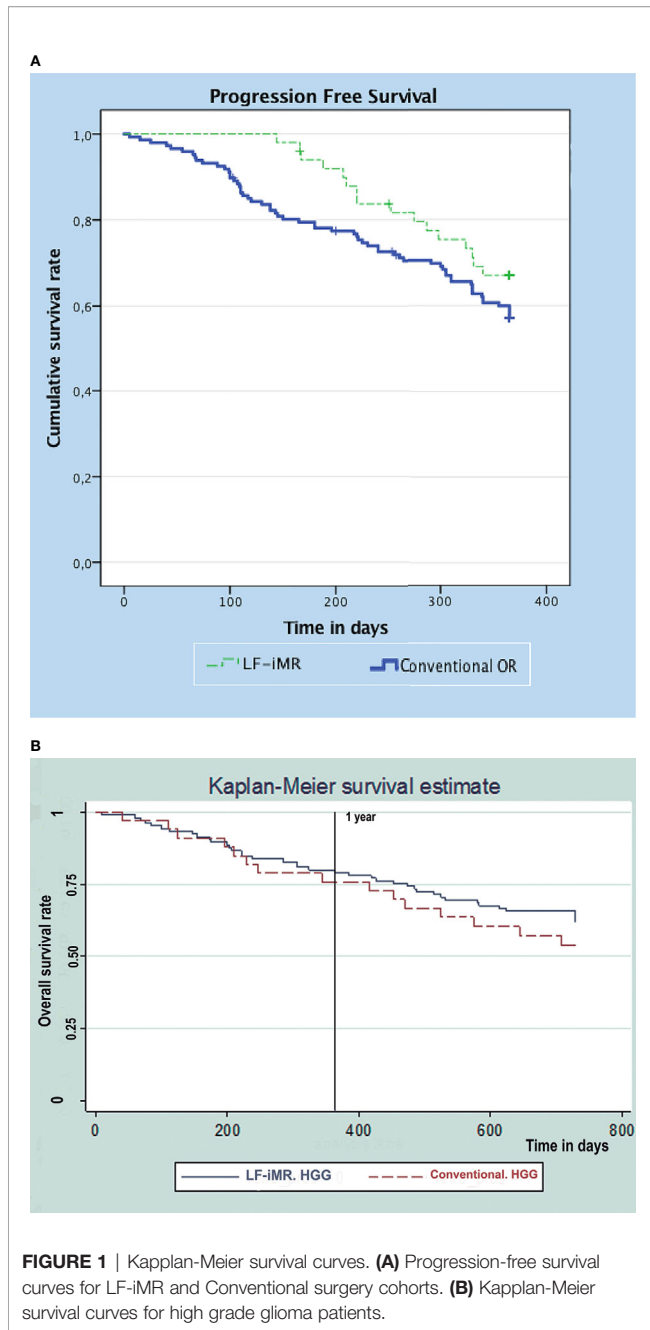 A
Progression Free Survival
Cumulative survival rate
1,0
0,8
0,6
0,4
0,2
0,0
0 100 200 300 400
Time in days
LF-iMR Conventional OR
B
Kaplan-Meier survival estimate
Overall survival rate
1
0.75
0.50
0.25
0
1 year
0 200 400 600 800
Time in days
LF-iMR. HGG Conventional. HGG
FIGURE 1 | Kapplan-Meier survival curves. (A) Progression-free survival
curves for LF-iMR and Conventional surgery cohorts. (B) Kapplan-Meier
survival curves for high grade glioma patients.